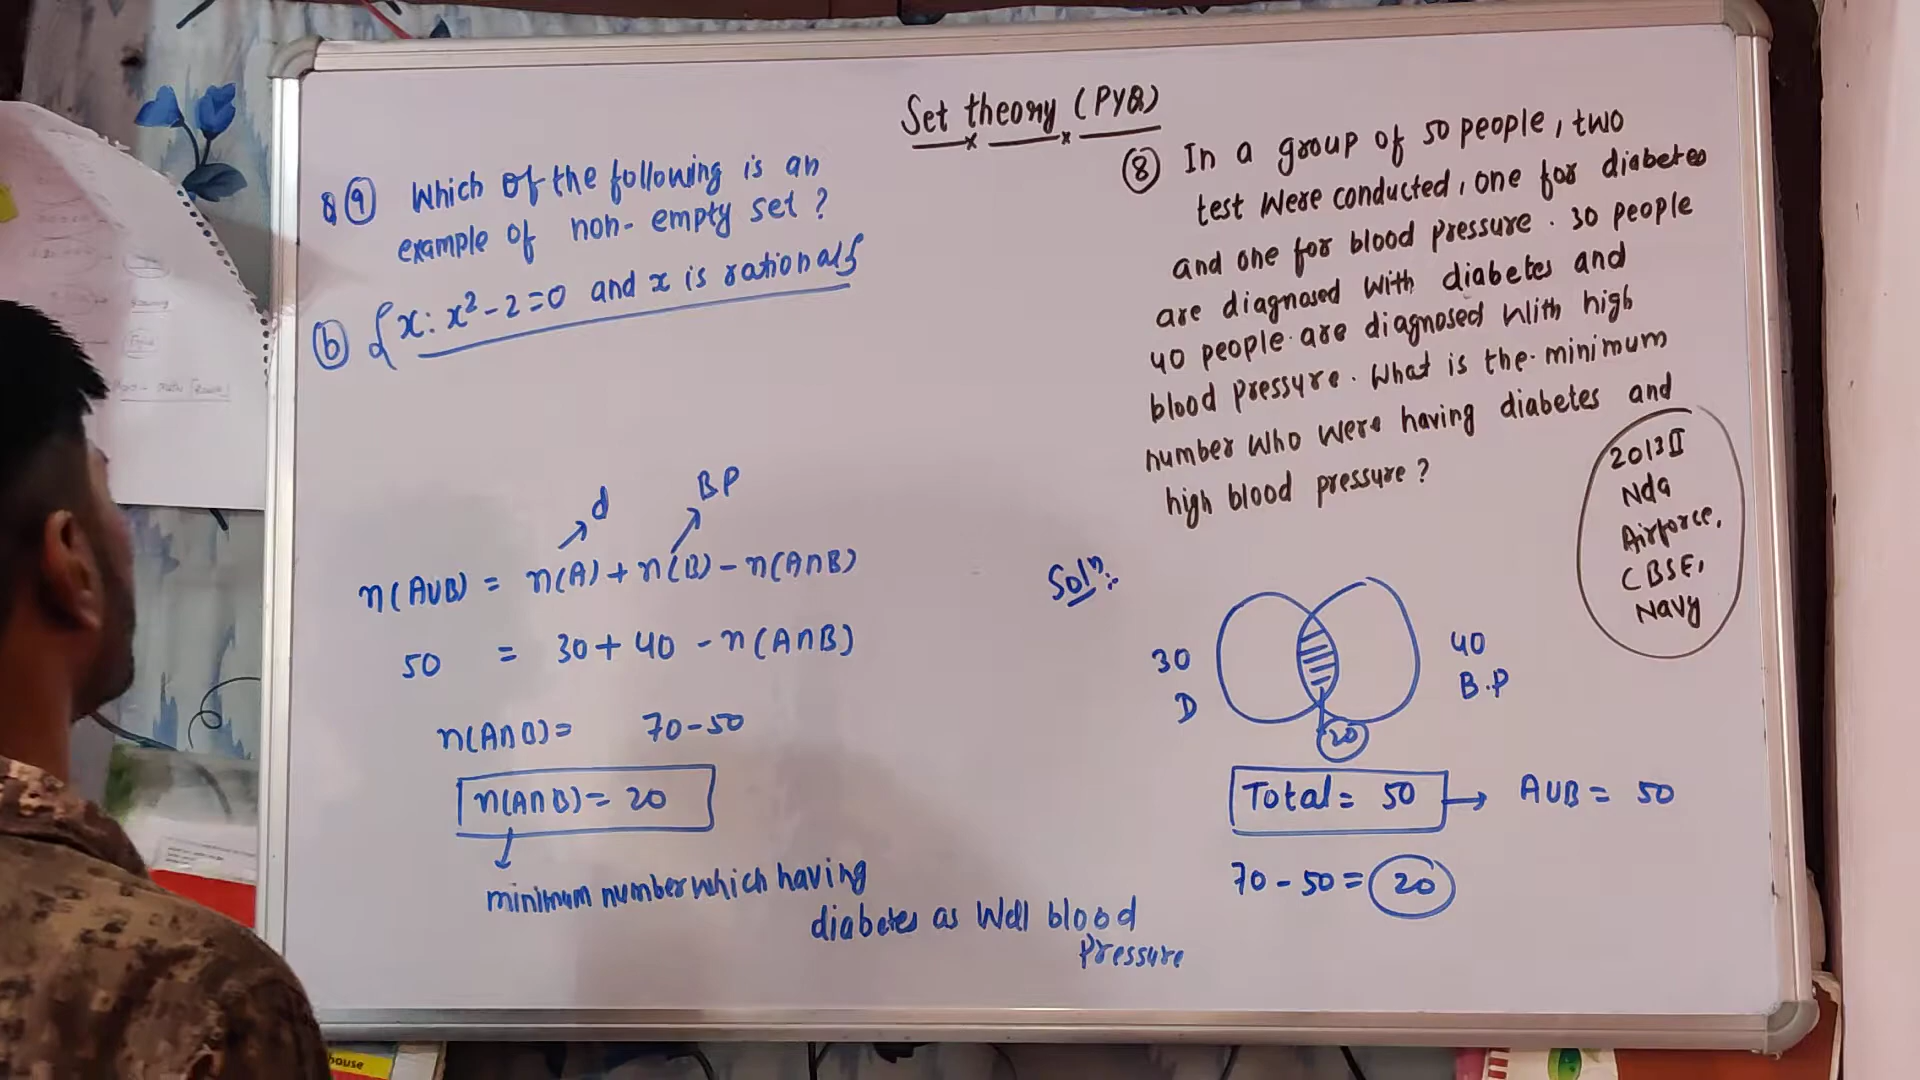 Set theory (PYQ)
9 Which of the following is an
example of non-empty set ?
b {x: x²-2=0 and x is rational}
n(AUB) = n(A) + n(B) - n(A∩B)
d
BP
50 = 30 + 40 - n(A∩B)
n(A∩B) = 70-50
n(A∩B) = 20
minimum number which having
diabetes as Well blood
Pressure
8 In a group of 50 people, two
test Were conducted, one for diabetes
and one for blood pressure. 30 people
are diagnosed With diabetes and
40 people are diagnosed With high
blood pressure. What is the minimum
number Who Were having diabetes and
high blood pressure ?
2013 II
Nda
Airforce,
CBSE,
Navy
Solⁿ:
30
D
40
B.P
20
Total = 50 → AUB = 50
70 - 50 = 20
house